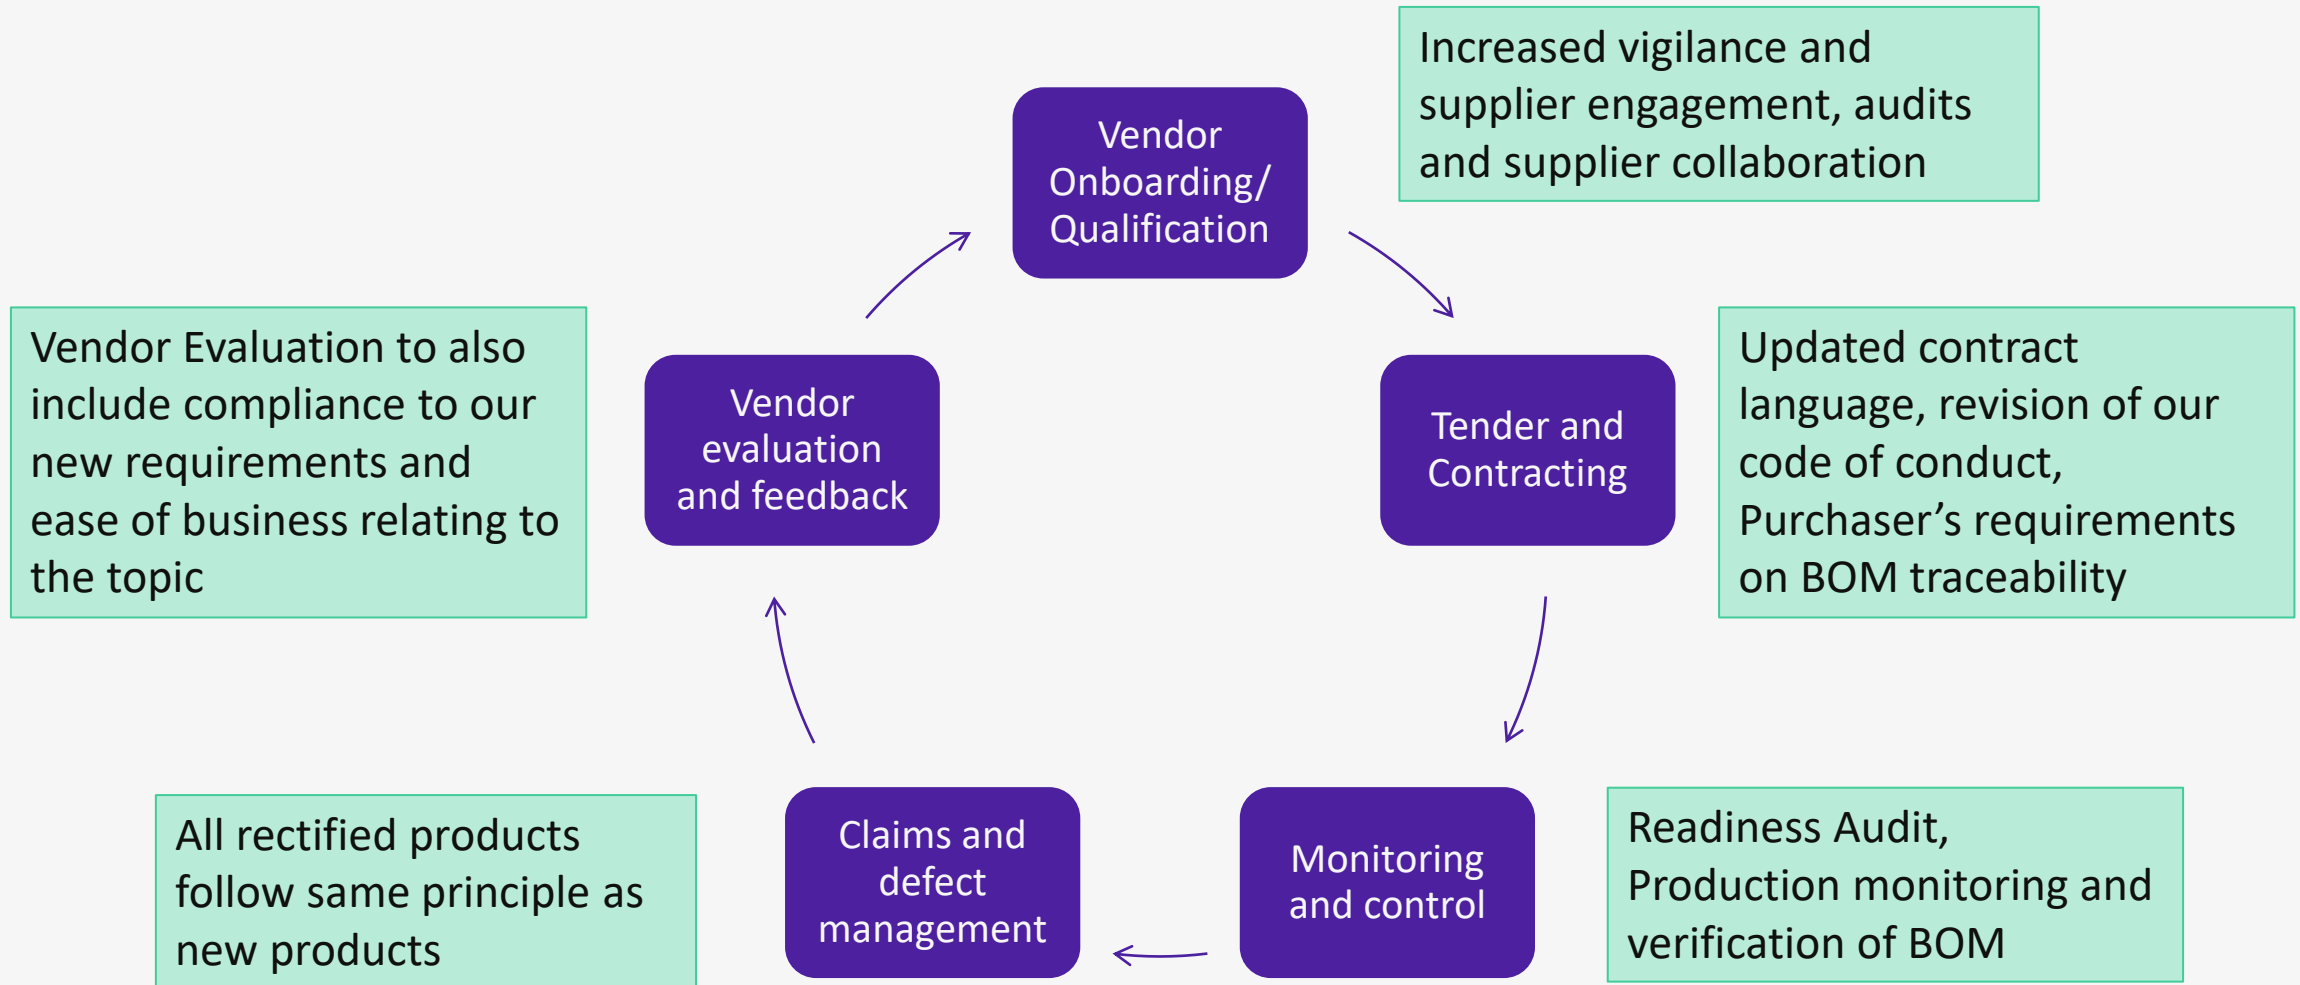 Vendor
Onboarding/
Qualification
Increased vigilance and
supplier engagement, audits
and supplier collaboration
Tender and
Contracting
Updated contract
language, revision of our
code of conduct,
Purchaser’s requirements
on BOM traceability
Monitoring
and control
Readiness Audit,
Production monitoring and
verification of BOM
Claims and
defect
management
All rectified products
follow same principle as
new products
Vendor
evaluation
and feedback
Vendor Evaluation to also
include compliance to our
new requirements and
ease of business relating to
the topic